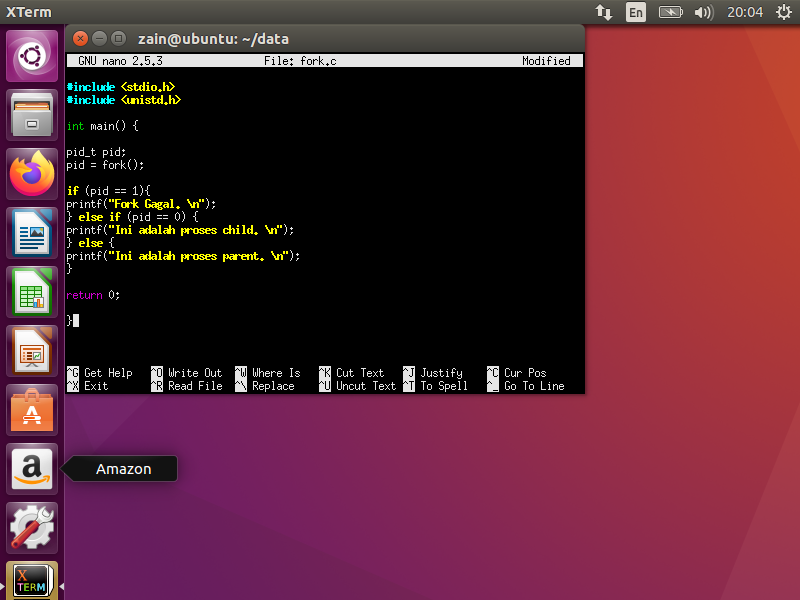 XTerm
En
20:04
zain@ubuntu: ~/data
GNU nano 2.5.3 File: fork.c Modified
#include <stdio.h>
#include <unistd.h>
int main() {
pid_t pid;
pid = fork();
if (pid == 1){
printf("Fork Gagal. \n");
} else if (pid == 0) {
printf("Ini adalah proses child. \n");
} else {
printf("Ini adalah proses parent. \n");
}
return 0;
}
^G Get Help ^O Write Out ^W Where Is ^K Cut Text ^J Justify ^C Cur Pos
^X Exit ^R Read File ^\ Replace ^U Uncut Text ^T To Spell ^_ Go To Line
a
Amazon
X
TERM